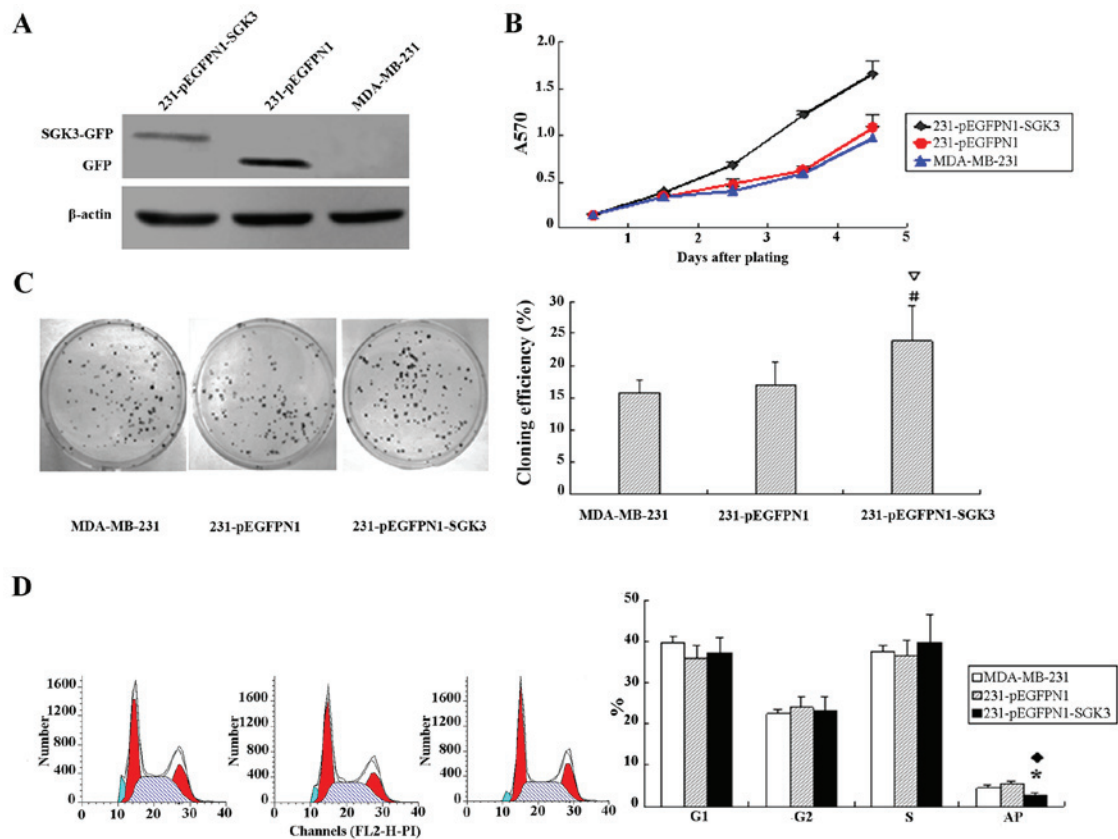 A
231-pEGFPN1-SGK3
231-pEGFPN1
MDA-MB-231
SGK3-GFP
GFP
β-actin
B
2.0
1.5
1.0
0.5
0
A570
1 2 3 4 5
Days after plating
231-pEGFPN1-SGK3
231-pEGFPN1
MDA-MB-231
C
MDA-MB-231
231-pEGFPN1
231-pEGFPN1-SGK3
30
25
20
15
10
5
0
Cloning efficiency (%)
▽
#
MDA-MB-231
231-pEGFPN1
231-pEGFPN1-SGK3
D
Number
1600
1200
800
400
0
0 10 20 30 40
Number
1600
1200
800
400
0
0 10 20 30 40
Number
1600
1200
800
400
0
0 10 20 30 40
Channels (FL2-H-PI)
50
40
30
20
10
0
%
MDA-MB-231
231-pEGFPN1
231-pEGFPN1-SGK3
◆
*
G1
G2
S
AP